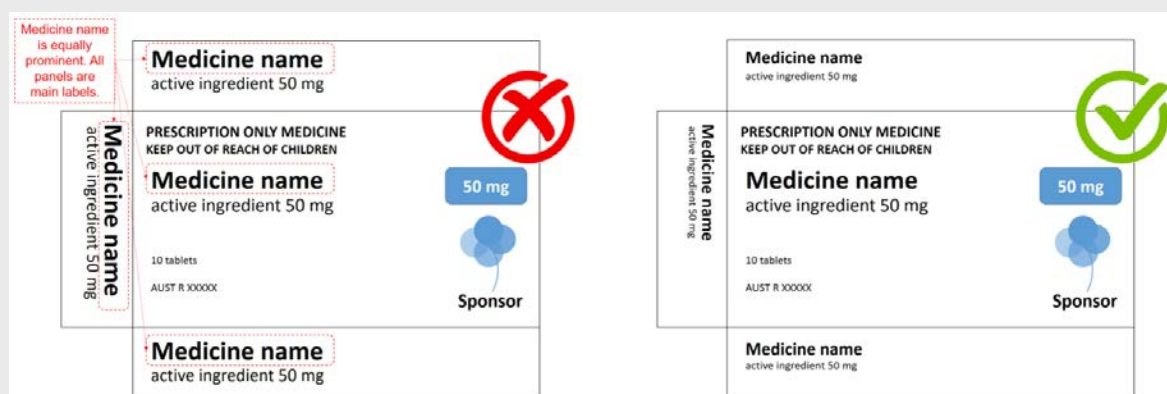 Medicine name
is equally
prominent. All
panels are
main labels.
Medicine name
active ingredient 50 mg
Medicine name
active ingredient 50 mg
PRESCRIPTION ONLY MEDICINE
KEEP OUT OF REACH OF CHILDREN
Medicine name
active ingredient 50 mg
50 mg
10 tablets
AUST R XXXXX
Sponsor
Medicine name
active ingredient 50 mg
Medicine name
active ingredient 50 mg
Medicine name
active ingredient 50 mg
PRESCRIPTION ONLY MEDICINE
KEEP OUT OF REACH OF CHILDREN
Medicine name
active ingredient 50 mg
50 mg
10 tablets
AUST R XXXXX
Sponsor
Medicine name
active ingredient 50 mg